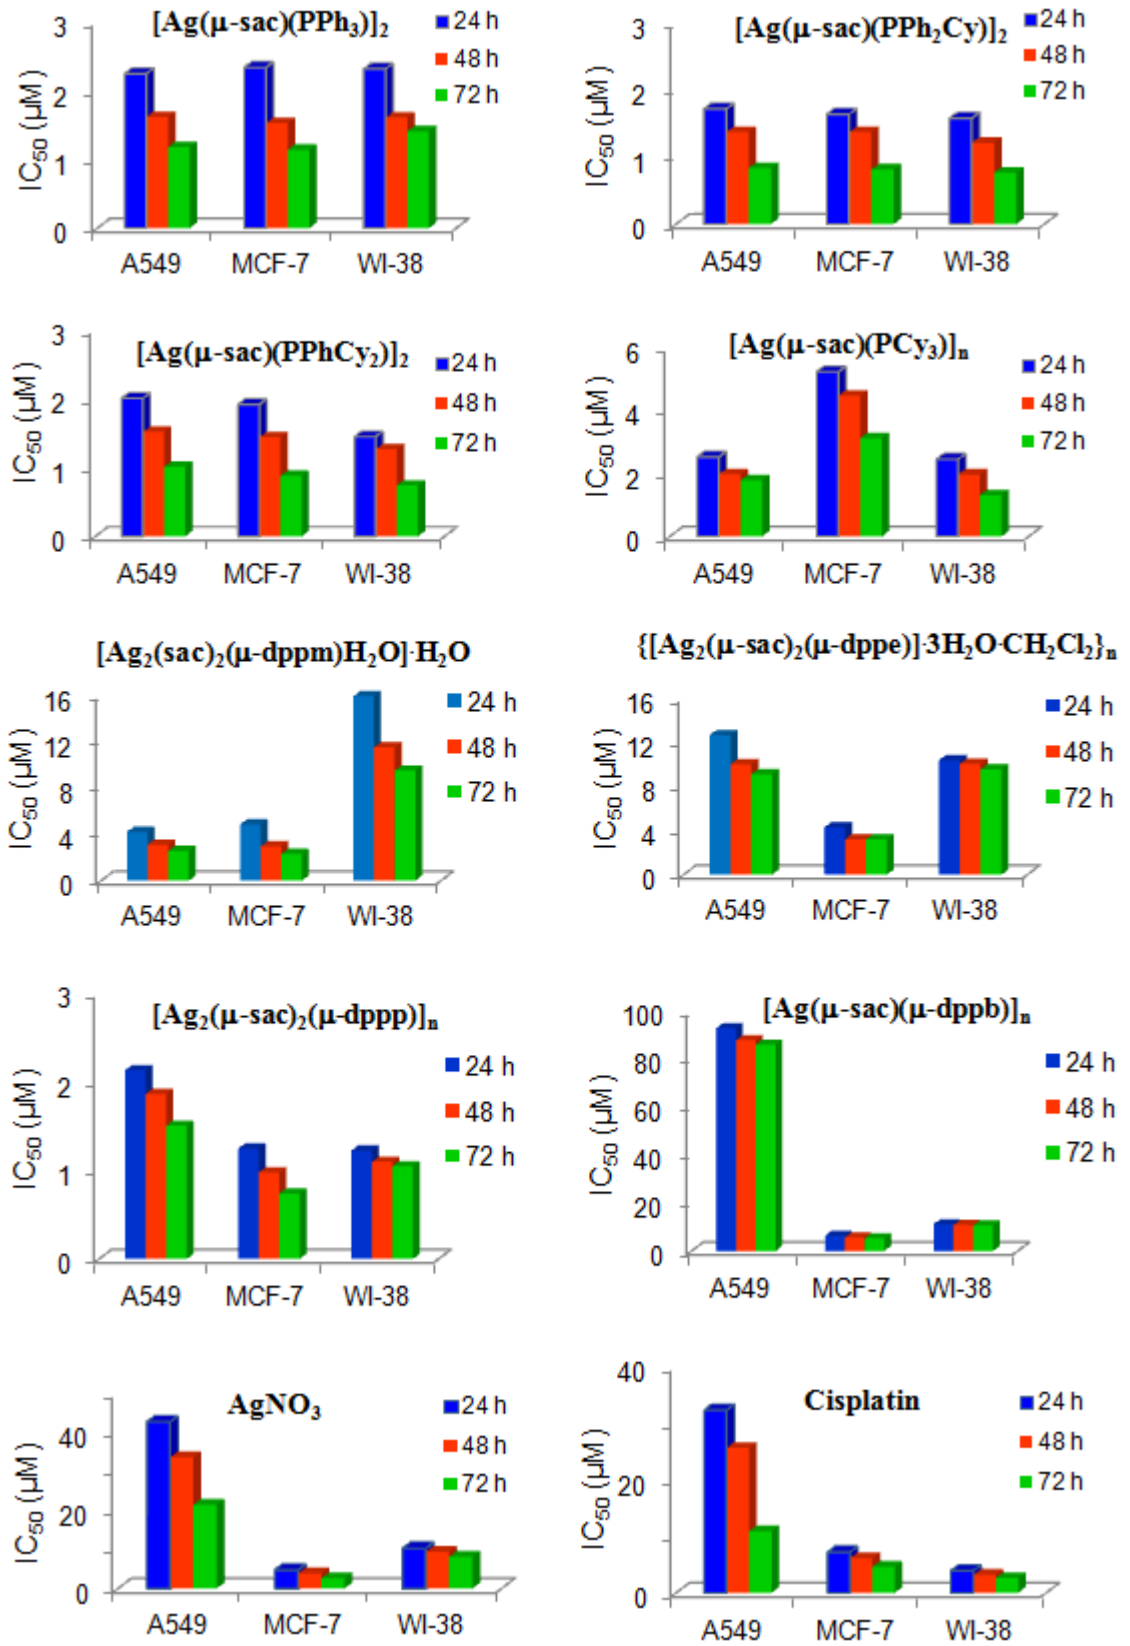 [Ag(μ-sac)(PPh₃)]₂
24 h
48 h
72 h
IC₅₀ (μM)
3
2
1
0
A549 MCF-7 WI-38
[Ag(μ-sac)(PPh₂Cy)]₂
24 h
48 h
72 h
IC₅₀ (μM)
3
2
1
0
A549 MCF-7 WI-38
[Ag(μ-sac)(PPhCy₂)]₂
24 h
48 h
72 h
IC₅₀ (μM)
3
2
1
0
A549 MCF-7 WI-38
[Ag(μ-sac)(PCy₃)]ₙ
24 h
48 h
72 h
IC₅₀ (μM)
6
4
2
0
A549 MCF-7 WI-38
[Ag₂(sac)₂(μ-dppm)H₂O]·H₂O
24 h
48 h
72 h
IC₅₀ (μM)
16
12
8
4
0
A549 MCF-7 WI-38
{[Ag₂(μ-sac)₂(μ-dppe)]·3H₂O·CH₂Cl₂}ₙ
24 h
48 h
72 h
IC₅₀ (μM)
16
12
8
4
0
A549 MCF-7 WI-38
[Ag₂(μ-sac)₂(μ-dppp)]ₙ
24 h
48 h
72 h
IC₅₀ (μM)
3
2
1
0
A549 MCF-7 WI-38
[Ag(μ-sac)(μ-dppb)]ₙ
24 h
48 h
72 h
IC₅₀ (μM)
100
80
60
40
20
0
A549 MCF-7 WI-38
AgNO₃
24 h
48 h
72 h
IC₅₀ (μM)
40
20
0
A549 MCF-7 WI-38
Cisplatin
24 h
48 h
72 h
IC₅₀ (μM)
40
20
0
A549 MCF-7 WI-38